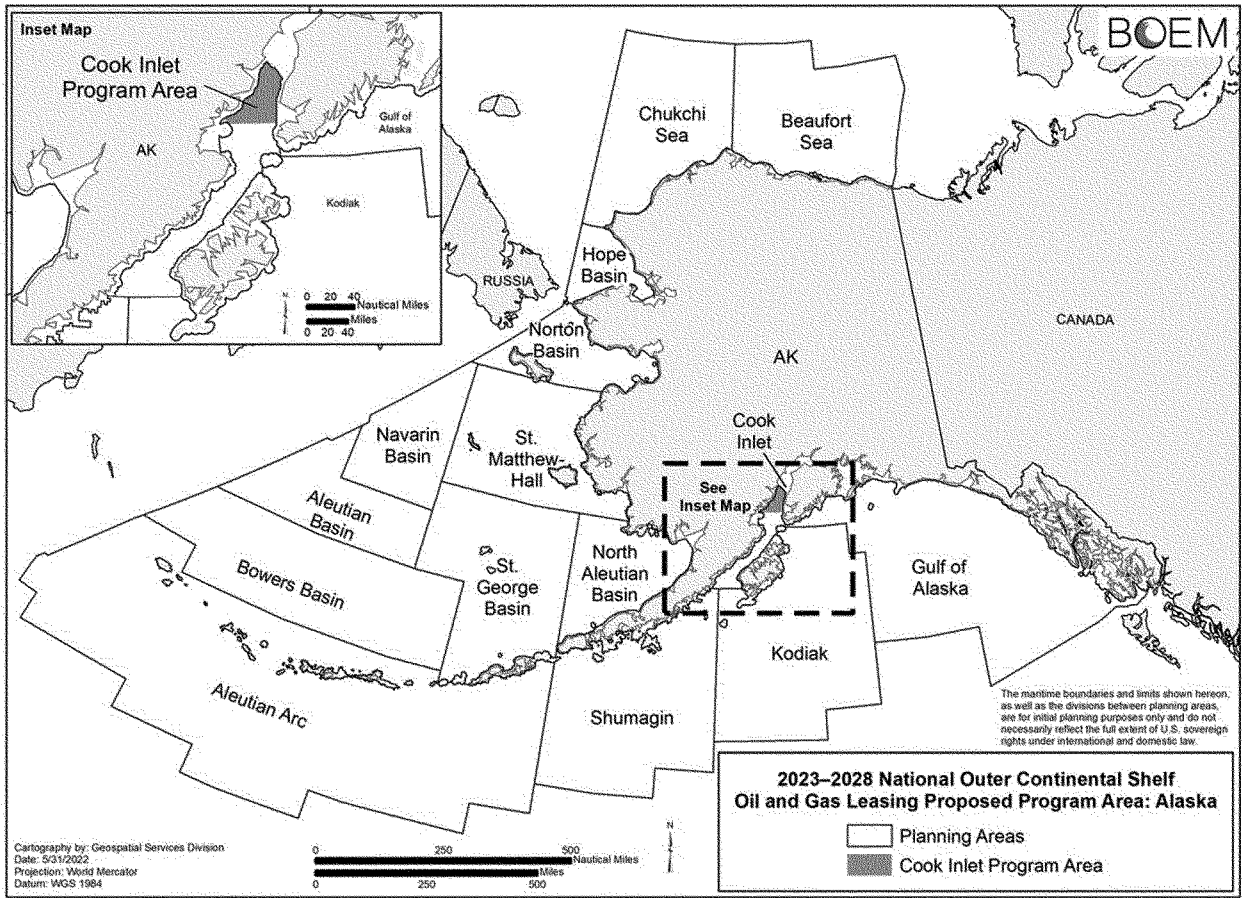 Inset Map
Cook Inlet
Program Area
AK
Gulf of
Alaska
Kodiak
N
0 20 40
Nautical Miles
Miles
0 20 40
BOEM
Chukchi
Sea
Beaufort
Sea
Hope
Basin
RUSSIA
Norton
Basin
CANADA
AK
Navarin
Basin
St.
Matthew-
Hall
Cook
Inlet
See
Inset Map
Aleutian
Basin
Bowers Basin
St.
George
Basin
North
Aleutian
Basin
Gulf of
Alaska
Kodiak
Aleutian Arc
Shumagin
The maritime boundaries and limits shown hereon,
as well as the divisions between planning areas,
are for initial planning purposes only and do not
necessarily reflect the full extent of U.S. sovereign
rights under international and domestic law.
2023–2028 National Outer Continental Shelf
Oil and Gas Leasing Proposed Program Area: Alaska
Planning Areas
Cook Inlet Program Area
Cartography by: Geospatial Services Division
Date: 5/31/2022
Projection: World Mercator
Datum: WGS 1984
0 250 500
Nautical Miles
Miles
0 250 500
N